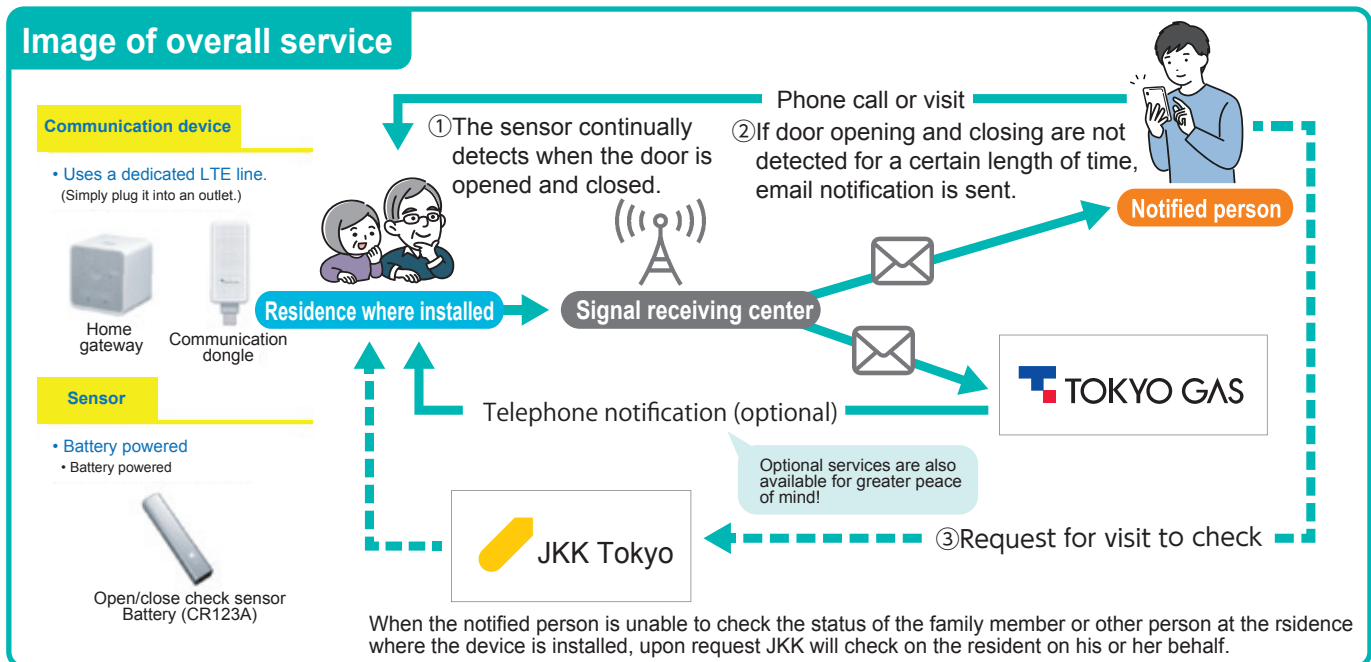 Image of overall service
Communication device
• Uses a dedicated LTE line.
(Simply plug it into an outlet.)
Home
gateway
Communication
dongle
Sensor
• Battery powered
• Battery powered
Open/close check sensor
Battery (CR123A)
Phone call or visit
①The sensor continually
detects when the door is
opened and closed.
②If door opening and closing are not
detected for a certain length of time,
email notification is sent.
Notified person
Residence where installed
Signal receiving center
TOKYO GAS
Telephone notification (optional)
Optional services are also
available for greater peace
of mind!
JKK Tokyo
③Request for visit to check
When the notified person is unable to check the status of the family member or other person at the rsidence
where the device is installed, upon request JKK will check on the resident on his or her behalf.